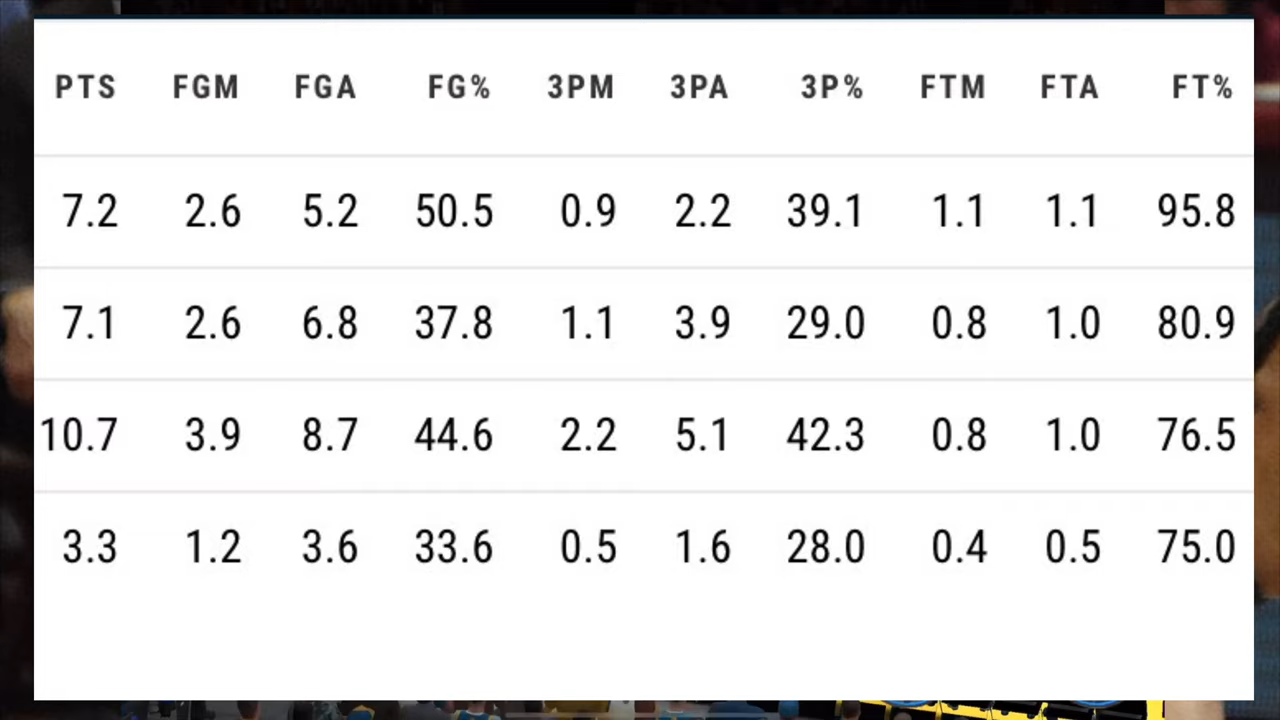 PTS FGM FGA FG% 3PM 3PA 3P% FTM FTA FT%
7.2 2.6 5.2 50.5 0.9 2.2 39.1 1.1 1.1 95.8
7.1 2.6 6.8 37.8 1.1 3.9 29.0 0.8 1.0 80.9
10.7 3.9 8.7 44.6 2.2 5.1 42.3 0.8 1.0 76.5
3.3 1.2 3.6 33.6 0.5 1.6 28.0 0.4 0.5 75.0